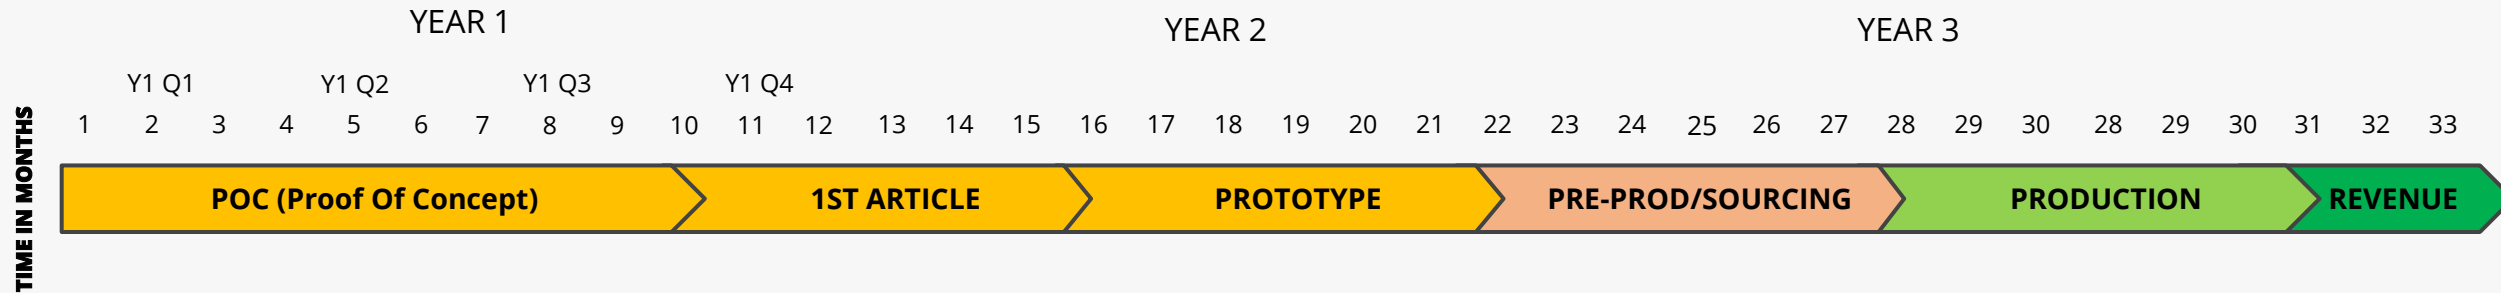 YEAR 1 YEAR 2 YEAR 3
Y1 Q1 Y1 Q2 Y1 Q3 Y1 Q4
1 2 3 4 5 6 7 8 9 10 11 12 13 14 15 16 17 18 19 20 21 22 23 24 25 26 27 28 29 30 28 29 30 31 32 33
TIME IN MONTHS
POC (Proof Of Concept) 1ST ARTICLE PROTOTYPE PRE-PROD/SOURCING PRODUCTION REVENUE